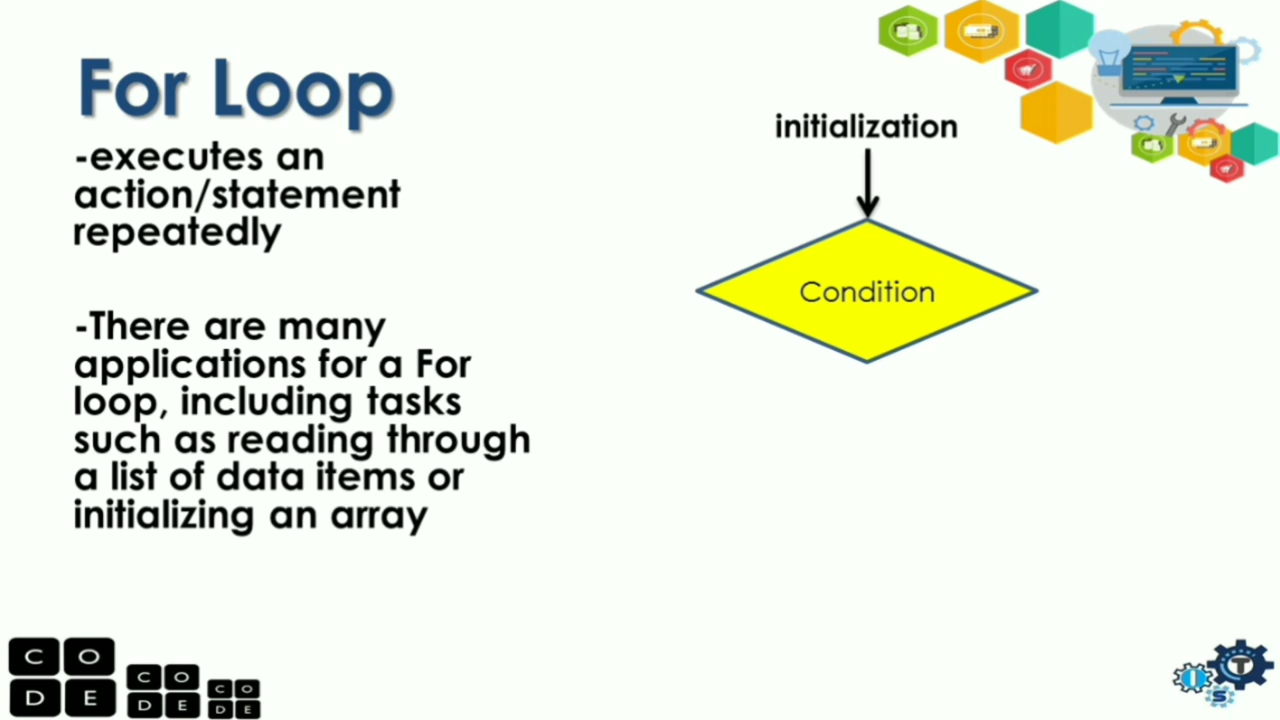 For Loop
-executes an
action/statement
repeatedly
-There are many
applications for a For
loop, including tasks
such as reading through
a list of data items or
initializing an array
initialization
Condition
C O
D E
C O
D E
C O
D E
I T
S